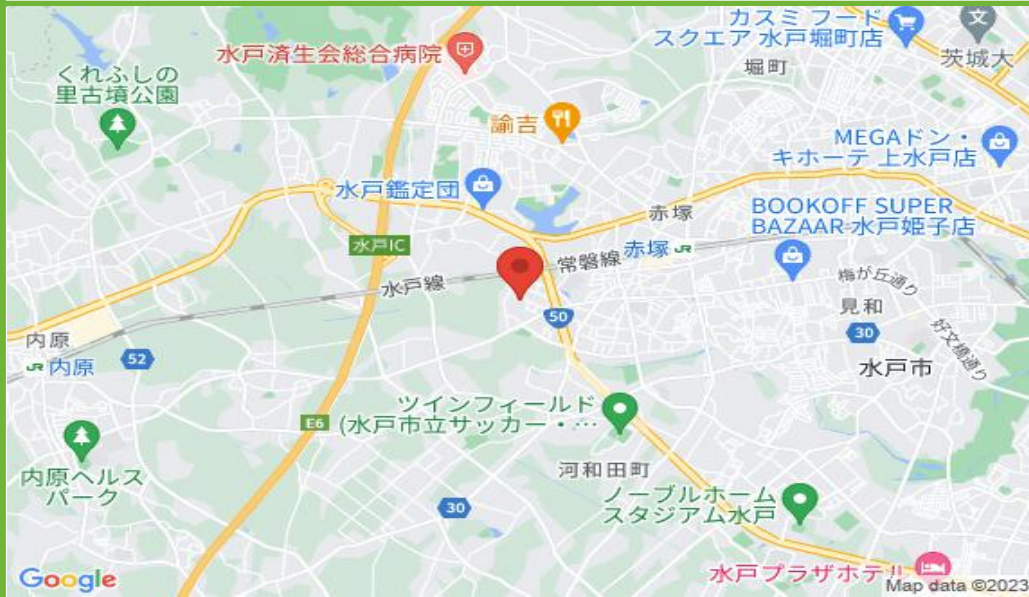 カスミフード
スクエア 水戸堀町店
茨城大
水戸済生会総合病院
堀町
くれふしの
里古墳公園
諭吉
MEGAドン・
キホーテ 上水戸店
水戸鑑定団
BOOKOFF SUPER
BAZAAR 水戸姫子店
赤塚
水戸IC
赤塚 JR
常磐線
水戸線
梅が丘通り
50
見和
30
好文橋通り
内原
JR 内原
52
水戸市
ツインフィールド
(水戸市立サッカー・…
E6
河和田町
内原ヘルス
パーク
30
ノーブルホーム
スタジアム水戸
水戸プラザホテル
Google
Map data ©2023